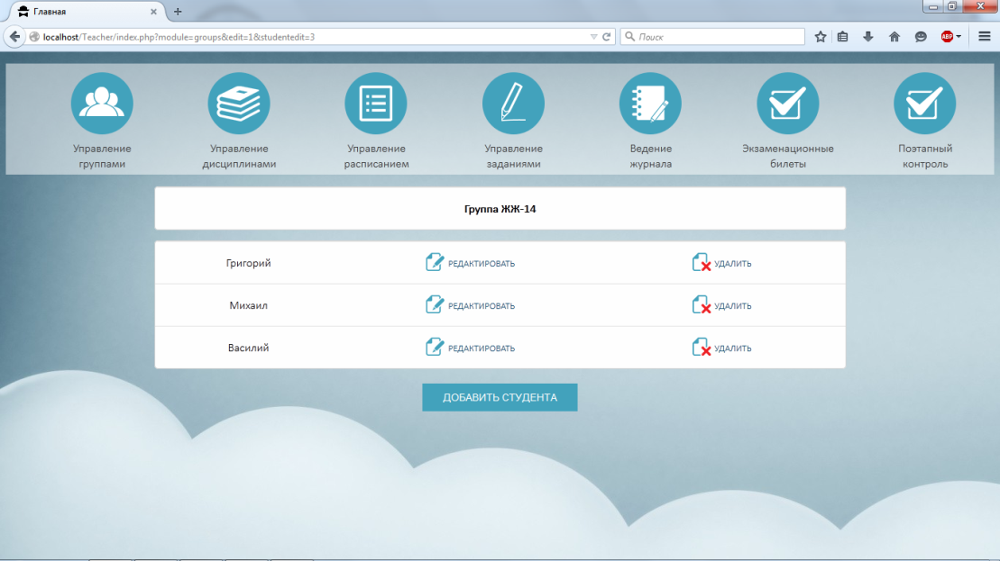 Главная
localhost/Teacher/index.php?module=groups&edit=1&studentedit=3
Поиск
ABP
Управление
группами
Управление
дисциплинами
Управление
расписанием
Управление
заданиями
Ведение
журнала
Экзаменационные
билеты
Поэтапный
контроль
Группа ЖЖ-14
Григорий РЕДАКТИРОВАТЬ УДАЛИТЬ
Михаил РЕДАКТИРОВАТЬ УДАЛИТЬ
Василий РЕДАКТИРОВАТЬ УДАЛИТЬ
ДОБАВИТЬ СТУДЕНТА